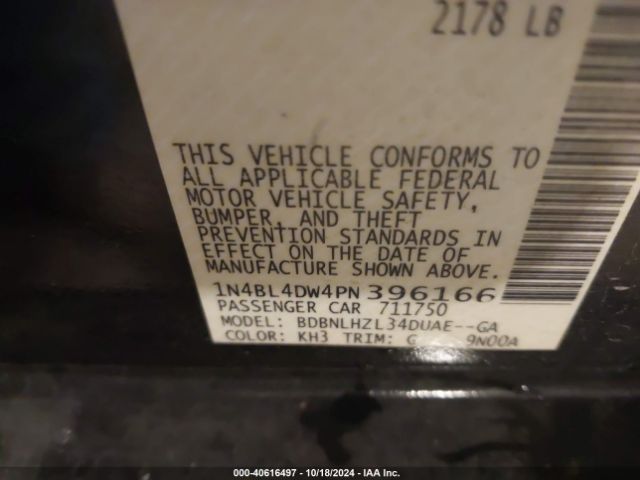 2178 LB
THIS VEHICLE CONFORMS TO
ALL APPLICABLE FEDERAL
MOTOR VEHICLE SAFETY,
BUMPER, AND THEFT
PREVENTION STANDARDS IN
EFFECT ON THE DATE OF
MANUFACTURE SHOWN ABOVE.
1N4BL4DW4PN396166
PASSENGER CAR 711750
MODEL: BDBNLHZL34DUAE--GA
COLOR: KH3 TRIM: G 9N00A
000-40616497 - 10/18/2024 - IAA Inc.